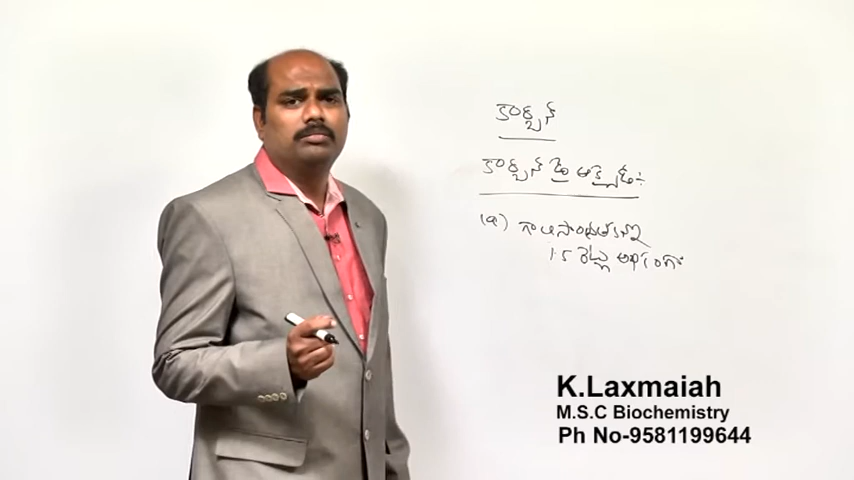 కార్బన్
కార్బన్ డై ఆక్సైడ్:
(a) గాలి సాంద్రత కన్నా
1.5 రెట్లు అధికంగా
K.Laxmaiah
M.S.C Biochemistry
Ph No-9581199644